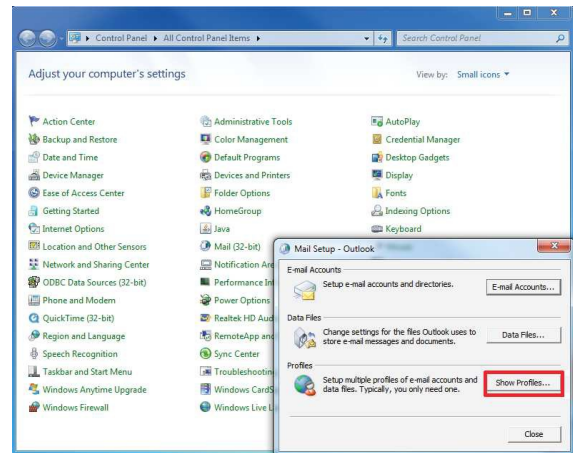 Control Panel ▸ All Control Panel Items ▸
Search Control Panel
Adjust your computer's settings
View by: Small icons
Action Center
Administrative Tools
AutoPlay
Backup and Restore
Color Management
Credential Manager
Date and Time
Default Programs
Desktop Gadgets
Device Manager
Devices and Printers
Display
Ease of Access Center
Folder Options
Fonts
Getting Started
HomeGroup
Indexing Options
Internet Options
Java
Keyboard
Location and Other Sensors
Mail (32-bit)
Network and Sharing Center
Notification Are
ODBC Data Sources (32-bit)
Performance In
Phone and Modem
Power Options
QuickTime (32-bit)
Realtek HD Aud
Region and Language
RemoteApp an
Speech Recognition
Sync Center
Taskbar and Start Menu
Troubleshootin
Windows Anytime Upgrade
Windows CardS
Windows Firewall
Windows Live L
Mail Setup - Outlook
E-mail Accounts
Setup e-mail accounts and directories.
E-mail Accounts...
Data Files
Change settings for the files Outlook uses to
store e-mail messages and documents.
Data Files...
Profiles
Setup multiple profiles of e-mail accounts and
data files. Typically, you only need one.
Show Profiles...
Close